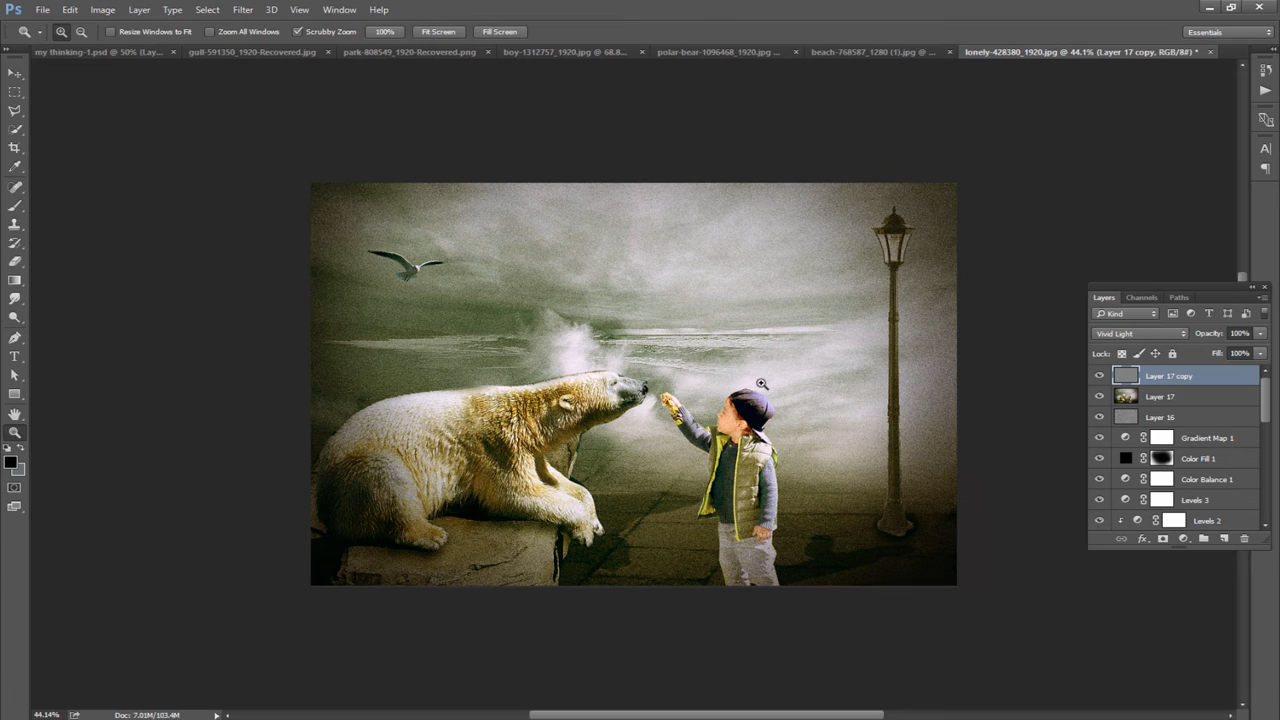 Ps File Edit Image Layer Type Select Filter 3D View Window Help
Resize Windows to Fit Zoom All Windows Scrubby Zoom 100% Fit Screen Fill Screen Essentials
my thinking-1.psd @ 50% (Lay... × gull-591350_1920-Recovered.jpg × park-808549_1920-Recovered.png × boy-1312757_1920.jpg @ 68.8... × polar-bear-1096468_1920.jpg ... × beach-768587_1280 (1).jpg @ ... × lonely-428380_1920.jpg @ 44.1% (Layer 17 copy, RGB/8#) * ×
Layers Channels Paths
Kind
Vivid Light Opacity: 100%
Lock: Fill: 100%
Layer 17 copy
Layer 17
Layer 16
Gradient Map 1
Color Fill 1
Color Balance 1
Levels 3
Levels 2
fx
44.14% Doc: 7.01M/103.4M